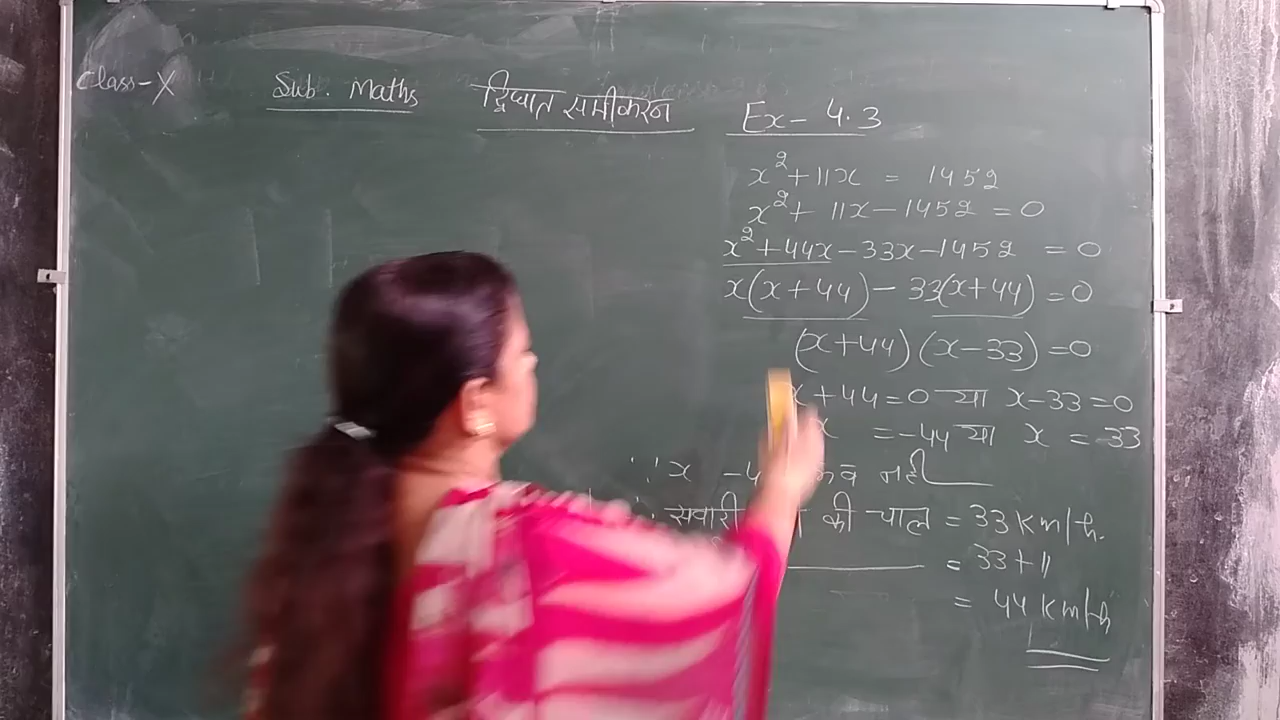 Class-X Sub. Maths द्विघात समीकरन Ex- 4.3
x²+11x = 1452
x²+ 11x-1452 =0
x²+44x-33x-1452 =0
x(x+44)- 33(x+44)=0
(x+44)(x-33)=0
x+44=0 या x-33=0
x =-44 या x = 33
∵ x नहीं
∴ सवारी की चाल = 33 km/h.
= 33+11
= 44 km/h